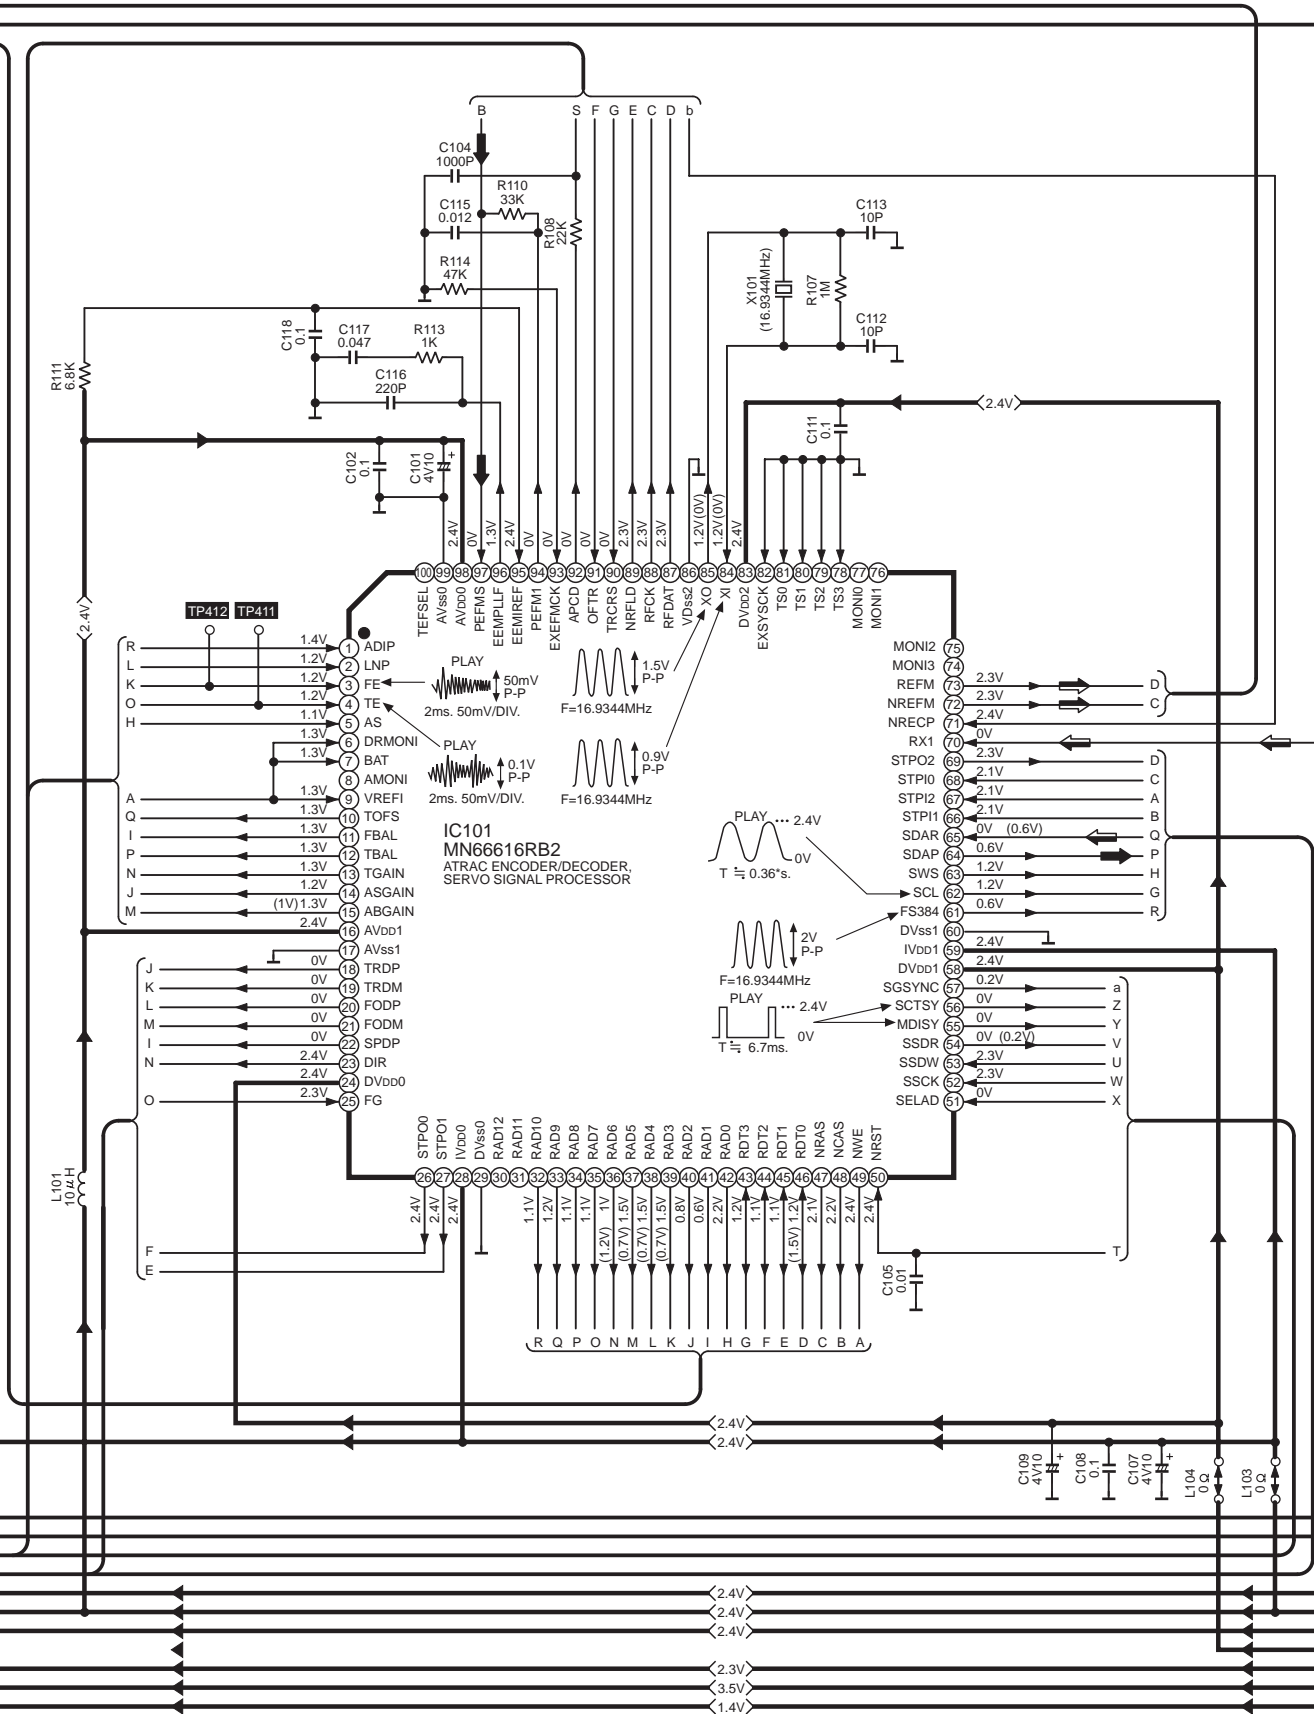 B S F G E C D b
C104
1000P
R110
33K
C115
0.012
R108
22K
R114
47K
C113
10P
X101
(16.9344MHz)
R107
1M
C112
10P
C118
0.1
C117
0.047
R113
1K
C116
220P
R111
6.8K
2.4V
C111
0.1
C102
0.1
C101
4V10
+
2.4V
2.4V
0V
1.3V
2.4V
0V
0V
0V
0V
0V
2.3V
2.3V
2.3V
1.2V(0V)
1.2V(0V)
2.4V
100 99 98 97 96 95 94 93 92 91 90 89 88 87 86 85 84 83 82 81 80 79 78 77 76
TEFSEL
AVss0
AVDD0
PEFMS
EEMPLLF
EEMIREF
PEFM1
EXEFMCK
APCD
OFTR
TRCRS
NRFLD
RFCK
RFDAT
VDss2
XO
XI
DVDD2
EXSYSCK
TS0
TS1
TS2
TS3
MONI0
MONI1
TP412 TP411
R 1.4V 1 ADIP
L 1.2V 2 LNP
K 1.2V 3 FE
O 1.2V 4 TE
H 1.1V 5 AS
1.3V 6 DRMONI
1.3V 7 BAT
8 AMONI
A 1.3V 9 VREFI
Q 1.3V 10 TOFS
I 1.3V 11 FBAL
P 1.3V 12 TBAL
N 1.3V 13 TGAIN
J 1.2V 14 ASGAIN
M (1V)1.3V 15 ABGAIN
2.4V 16 AVDD1
17 AVss1
J 0V 18 TRDP
K 0V 19 TRDM
L 0V 20 FODP
M 0V 21 FODM
I 0V 22 SPDP
N 2.4V 23 DIR
2.4V 24 DVDD0
O 2.3V 25 FG
PLAY
50mV
P-P
2ms. 50mV/DIV.
PLAY
0.1V
P-P
2ms. 50mV/DIV.
1.5V
P-P
F=16.9344MHz
0.9V
P-P
F=16.9344MHz
IC101
MN66616RB2
ATRAC ENCODER/DECODER,
SERVO SIGNAL PROCESSOR
PLAY
2.4V
0V
T ≒ 0.36*s.
2V
P-P
F=16.9344MHz
PLAY
2.4V
0V
T ≒ 6.7ms.
MONI2 75
MONI3 74
REFM 73 2.3V D
NREFM 72 2.3V C
NRECP 71 2.4V
RX1 70 0V
STPO2 69 2.3V D
STPI0 68 2.1V C
STPI2 67 2.1V A
STPI1 66 2.1V B
SDAR 65 0V (0.6V) Q
SDAP 64 0.6V P
SWS 63 1.2V H
SCL 62 1.2V G
FS384 61 0.6V R
DVss1 60
IVDD1 59 2.4V
DVDD1 58 2.4V
SGSYNC 57 0.2V a
SCTSY 56 0V Z
MDISY 55 0V Y
SSDR 54 0V (0.2V) V
SSDW 53 2.3V U
SSCK 52 2.3V W
SELAD 51 0V X
STPO0
STPO1
IVDD0
DVss0
RAD12
RAD11
RAD10
RAD9
RAD8
RAD7
RAD6
RAD5
RAD4
RAD3
RAD2
RAD1
RAD0
RDT3
RDT2
RDT1
RDT0
NRAS
NCAS
NWE
NRST
26 27 28 29 30 31 32 33 34 35 36 37 38 39 40 41 42 43 44 45 46 47 48 49 50
2.4V
2.4V
2.4V
1.1V
1.2V
1.1V
1.1V
(1.2V) 1V
(0.7V) 1.5V
(0.7V) 1.5V
(0.7V) 1.5V
0.8V
0.6V
2.2V
1.2V
1.1V
1.1V
(1.5V) 1.2V
2.1V
2.2V
2.4V
2.4V
L101
10μH
F
E
T
C105
0.01
R Q P O N M L K J I H G F E D C B A
2.4V
2.4V
C109
4V10
+
C108
0.1
C107
4V10
+
L104
0Ω
L103
0Ω
2.4V
2.4V
2.4V
2.3V
3.5V
1.4V